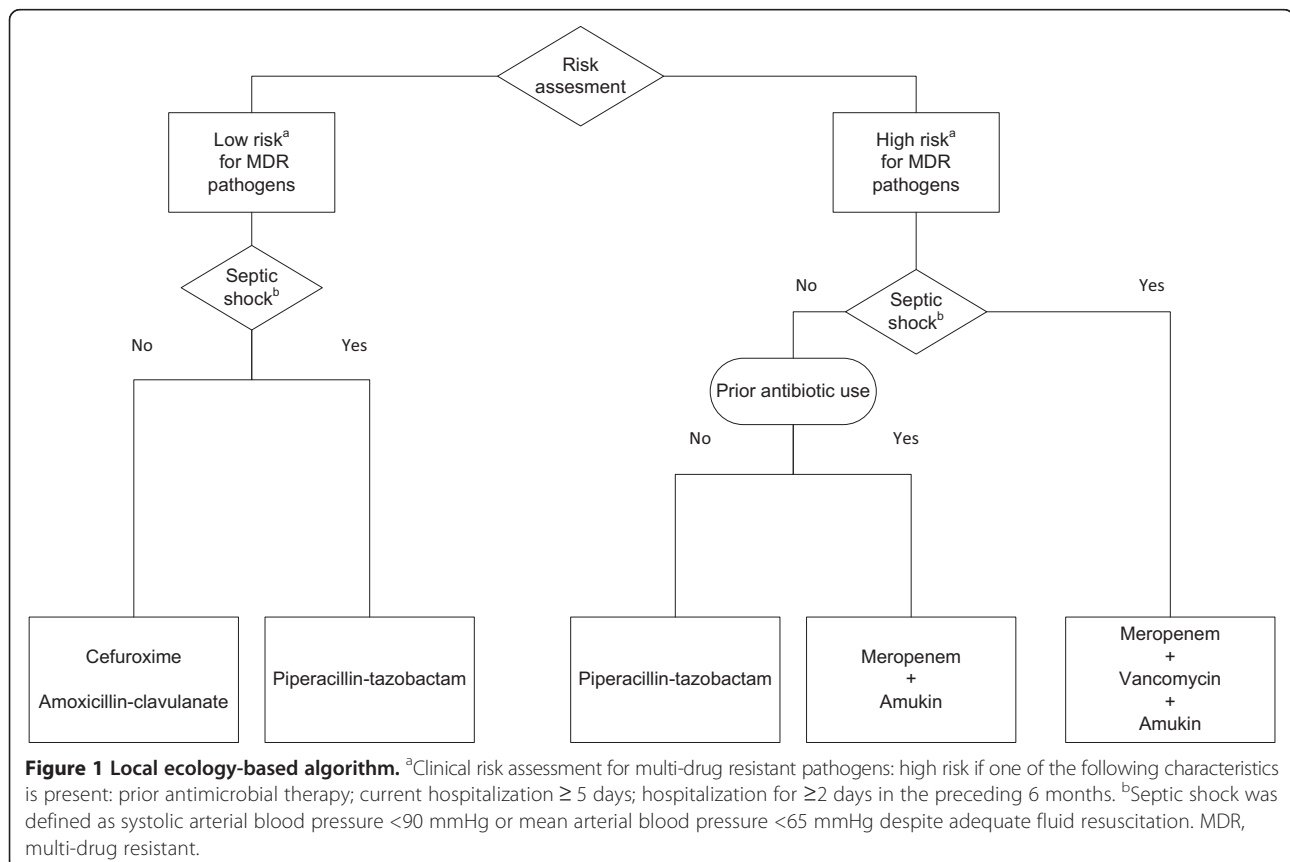 Risk
assesment
Low riskᵃ
for MDR
pathogens
High riskᵃ
for MDR
pathogens
Septic
shockᵇ
No
Yes
No
Septic
shockᵇ
Yes
Prior antibiotic use
No
Yes
Cefuroxime
Amoxicillin-clavulanate
Piperacillin-tazobactam
Piperacillin-tazobactam
Meropenem
+
Amukin
Meropenem
+
Vancomycin
+
Amukin
Figure 1 Local ecology-based algorithm. ᵃClinical risk assessment for multi-drug resistant pathogens: high risk if one of the following characteristics
is present: prior antimicrobial therapy; current hospitalization ≥ 5 days; hospitalization for ≥2 days in the preceding 6 months. ᵇSeptic shock was
defined as systolic arterial blood pressure <90 mmHg or mean arterial blood pressure <65 mmHg despite adequate fluid resuscitation. MDR,
multi-drug resistant.